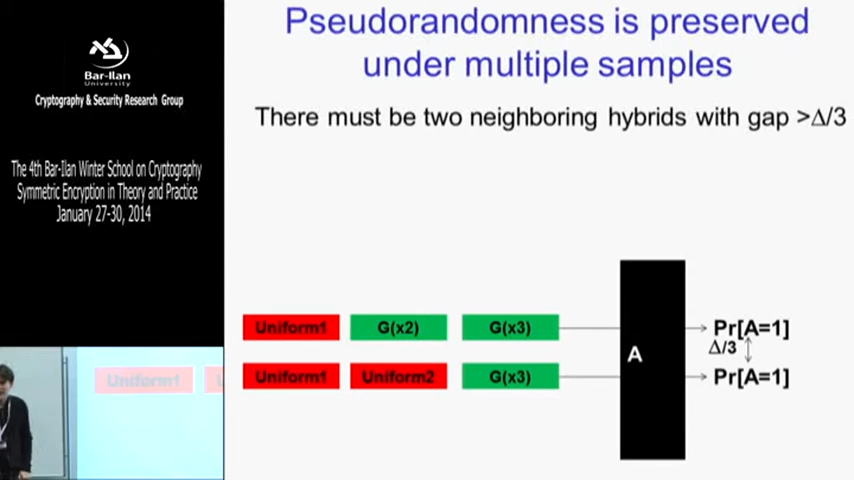 Bar-Ilan
University
Cryptography & Security Research Group
The 4th Bar-Ilan Winter School on Cryptography
Symmetric Encryption in Theory and Practice
January 27-30, 2014
Pseudorandomness is preserved
under multiple samples
There must be two neighboring hybrids with gap >Δ/3
Uniform1 G(x2) G(x3) Pr[A=1]
A Δ/3
Uniform1 Uniform2 G(x3) Pr[A=1]
Uniform1 U